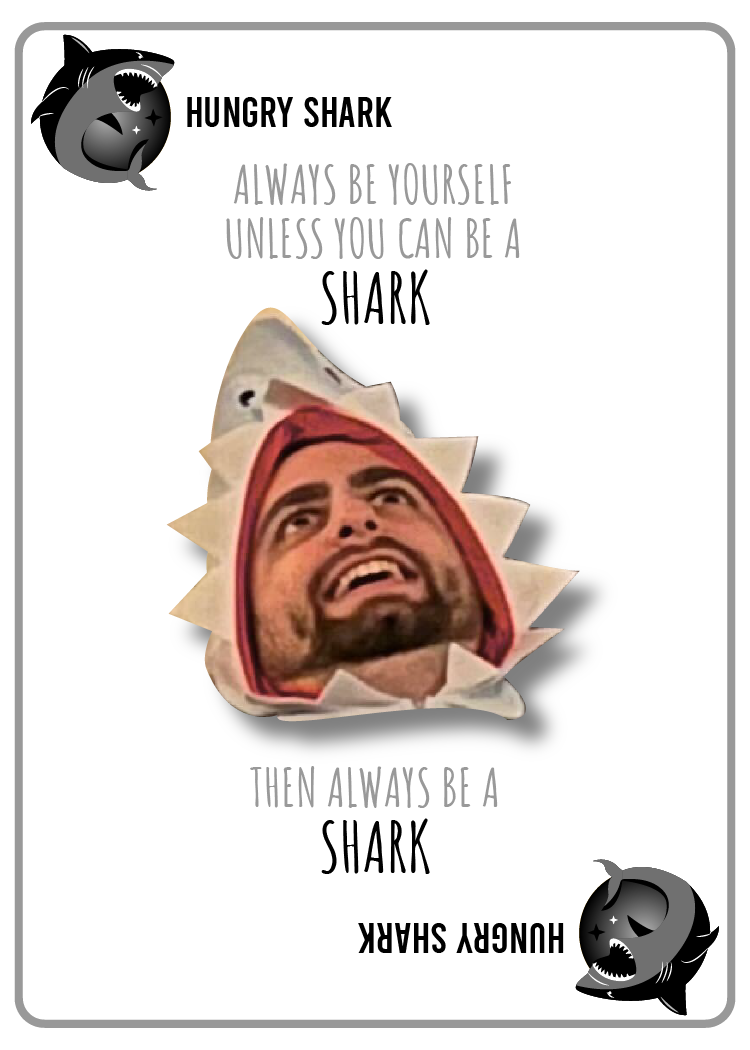 HUNGRY SHARK
ALWAYS BE YOURSELF
UNLESS YOU CAN BE A
SHARK
THEN ALWAYS BE A
SHARK
HUNGRY SHARK